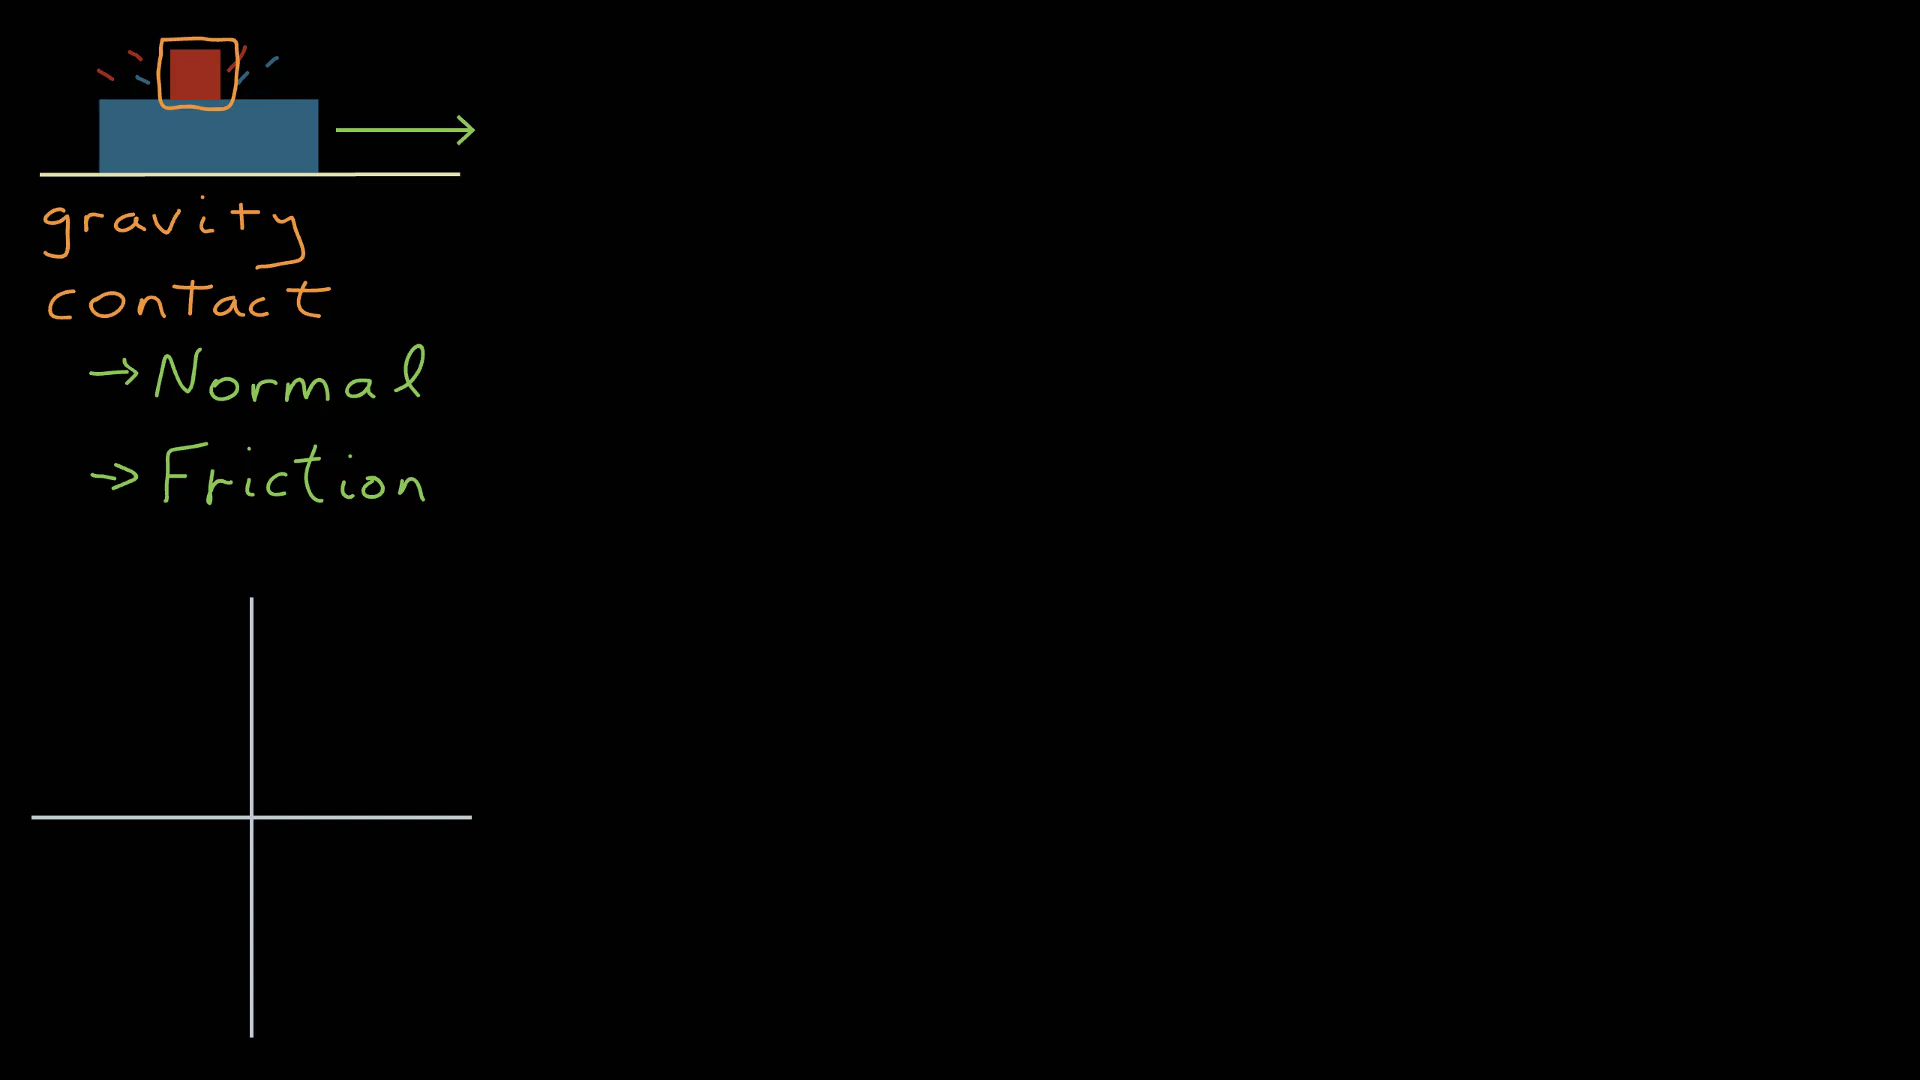 gravity
contact
→ Normal
→ Friction